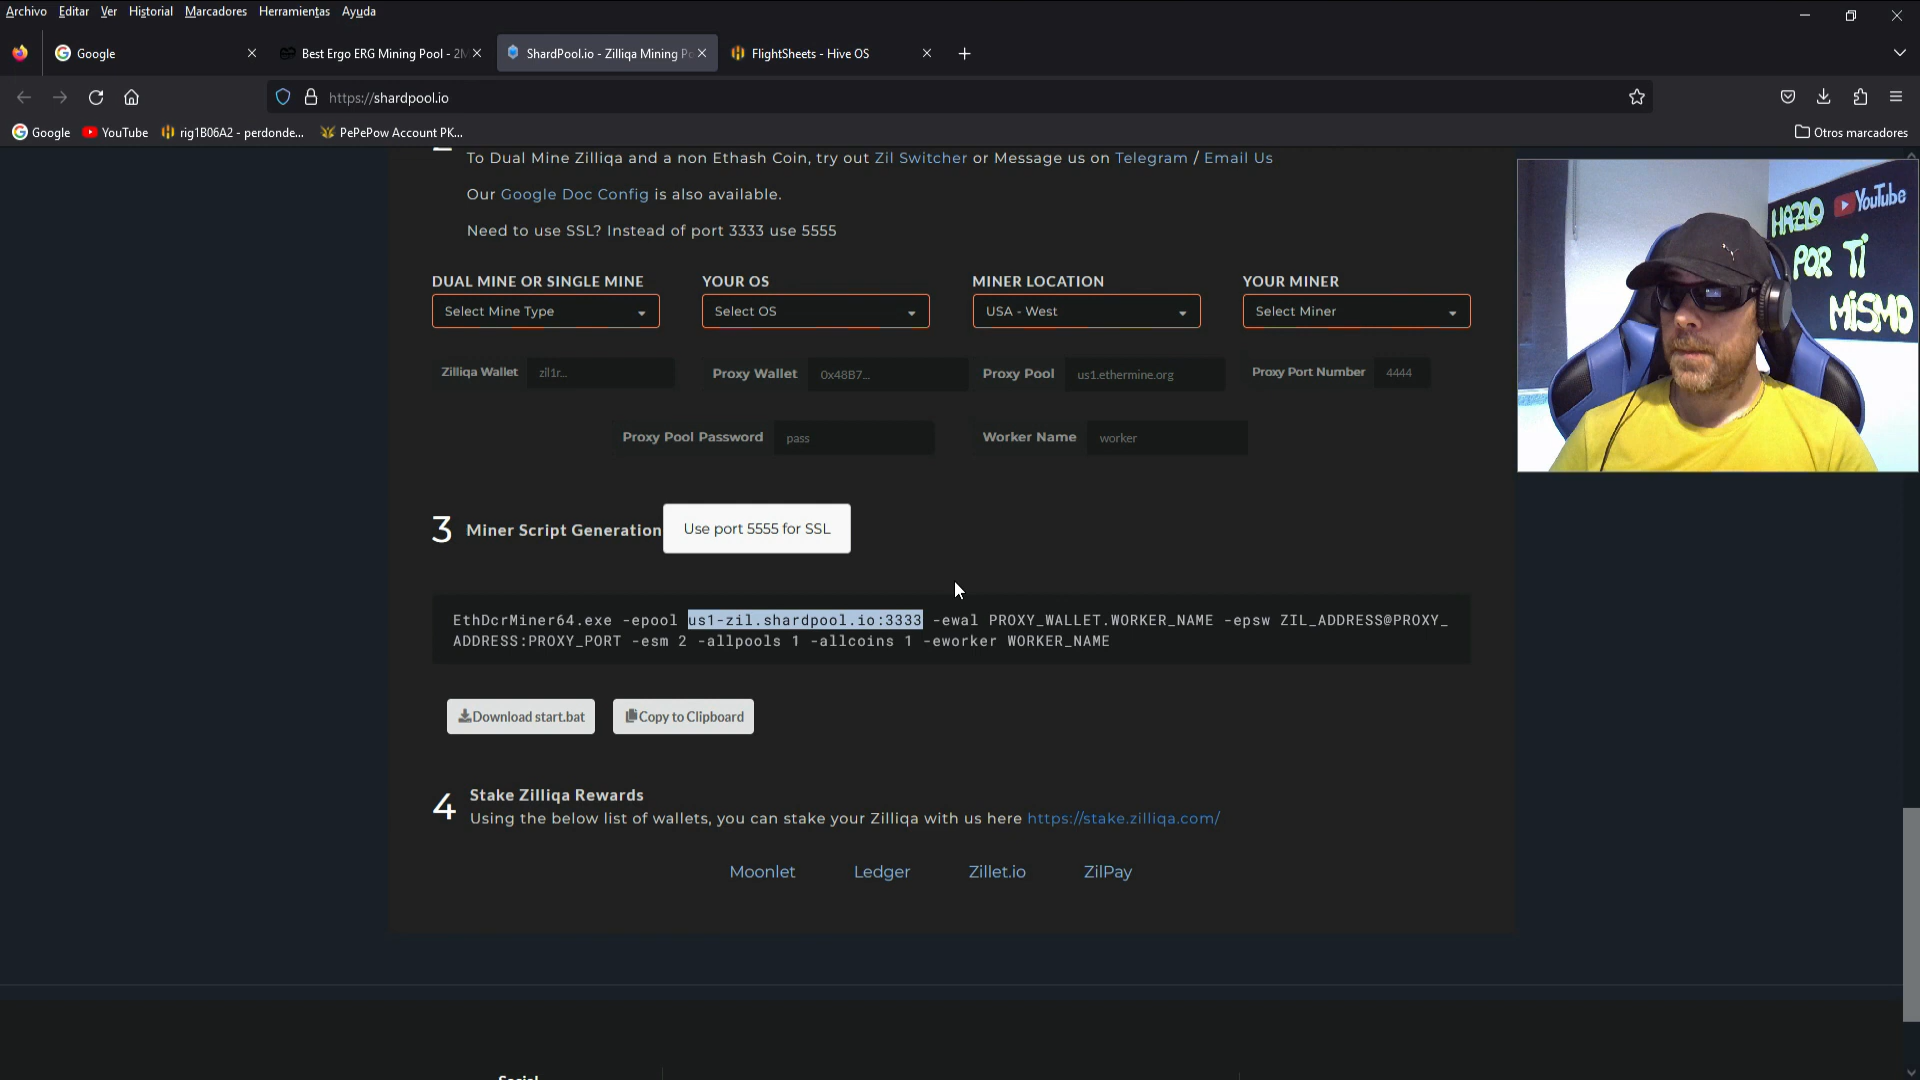 Archivo Editar Ver Historial Marcadores Herramientas Ayuda
Google
Best Ergo ERG Mining Pool - 2M
ShardPool.io - Zilliqa Mining Po
FlightSheets - Hive OS
https://shardpool.io
Google YouTube rig1B06A2 - perdonde... PePePow Account PK... Otros marcadores
To Dual Mine Zilliqa and a non Ethash Coin, try out Zil Switcher or Message us on Telegram / Email Us
Our Google Doc Config is also available.
Need to use SSL? Instead of port 3333 use 5555
DUAL MINE OR SINGLE MINE YOUR OS MINER LOCATION YOUR MINER
Select Mine Type Select OS USA - West Select Miner
Zilliqa Wallet zil1r... Proxy Wallet 0x48B7... Proxy Pool us1.ethermine.org Proxy Port Number 4444
Proxy Pool Password pass Worker Name worker
3 Miner Script Generation Use port 5555 for SSL
EthDcrMiner64.exe -epool us1-zil.shardpool.io:3333 -ewal PROXY_WALLET.WORKER_NAME -epsw ZIL_ADDRESS@PROXY_
ADDRESS:PROXY_PORT -esm 2 -allpools 1 -allcoins 1 -eworker WORKER_NAME
Download start.bat Copy to Clipboard
4 Stake Zilliqa Rewards
Using the below list of wallets, you can stake your Zilliqa with us here https://stake.zilliqa.com/
Moonlet Ledger Zillet.io ZilPay
YouTube
HAZLO
POR TI
MISMO